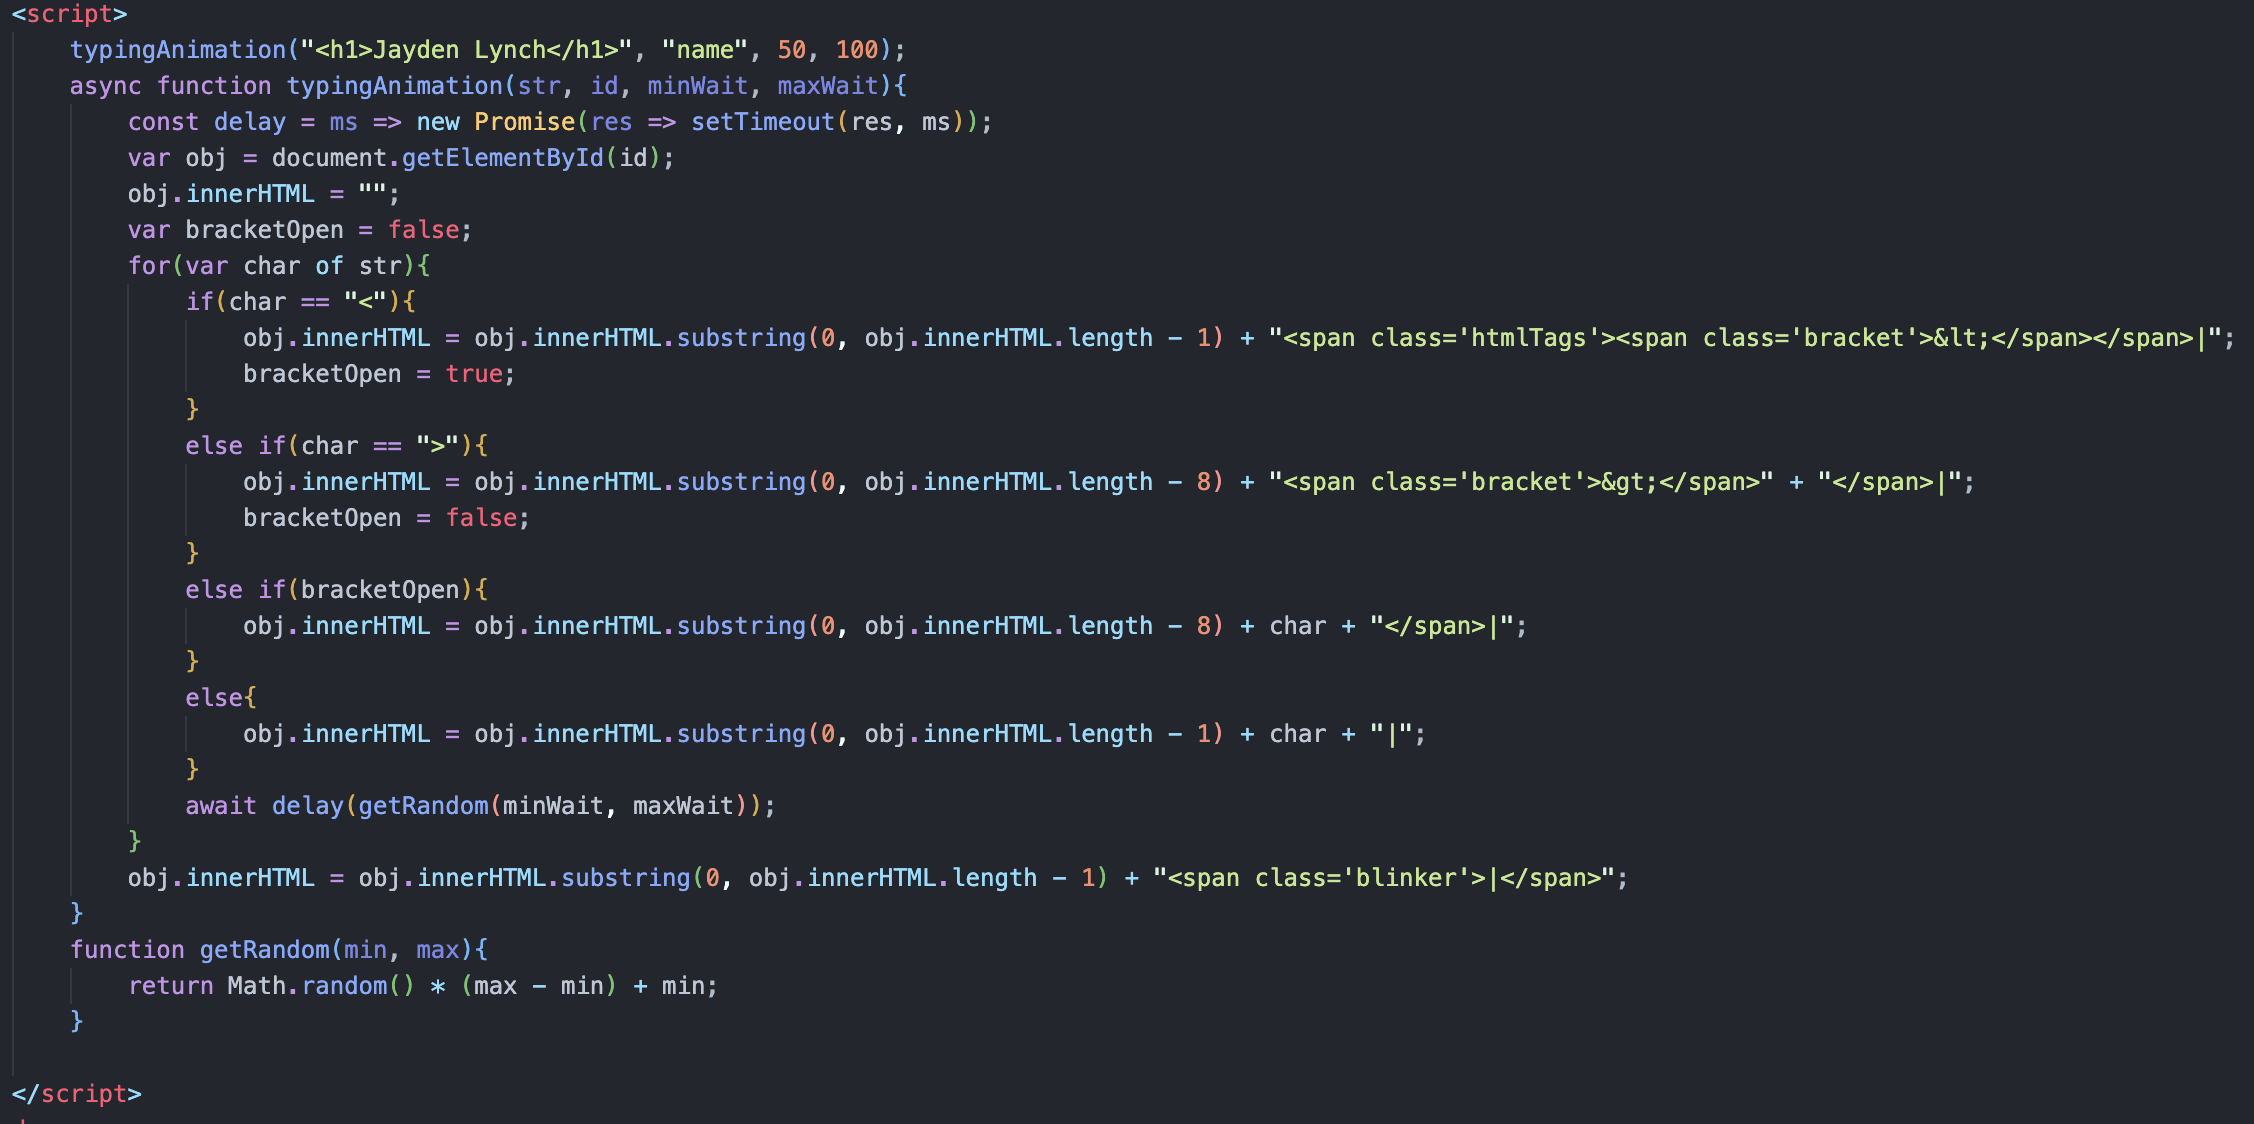 <script>
typingAnimation("<h1>Jayden Lynch</h1>", "name", 50, 100);
async function typingAnimation(str, id, minWait, maxWait){
const delay = ms => new Promise(res => setTimeout(res, ms));
var obj = document.getElementById(id);
obj.innerHTML = "";
var bracketOpen = false;
for(var char of str){
if(char == "<"){
obj.innerHTML = obj.innerHTML.substring(0, obj.innerHTML.length - 1) + "<span class='htmlTags'><span class='bracket'>&lt;</span></span>|";
bracketOpen = true;
}
else if(char == ">"){
obj.innerHTML = obj.innerHTML.substring(0, obj.innerHTML.length - 8) + "<span class='bracket'>&gt;</span>" + "</span>|";
bracketOpen = false;
}
else if(bracketOpen){
obj.innerHTML = obj.innerHTML.substring(0, obj.innerHTML.length - 8) + char + "</span>|";
}
else{
obj.innerHTML = obj.innerHTML.substring(0, obj.innerHTML.length - 1) + char + "|";
}
await delay(getRandom(minWait, maxWait));
}
obj.innerHTML = obj.innerHTML.substring(0, obj.innerHTML.length - 1) + "<span class='blinker'>|</span>";
}
function getRandom(min, max){
return Math.random() * (max - min) + min;
}
</script>